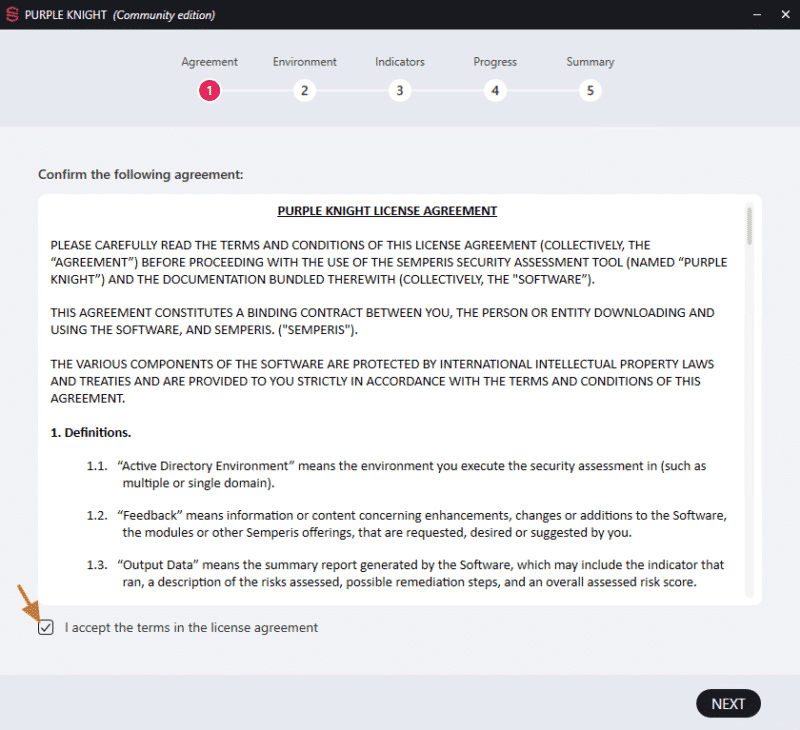 PURPLE KNIGHT (Community edition)
Agreement Environment Indicators Progress Summary
1 2 3 4 5
Confirm the following agreement:
PURPLE KNIGHT LICENSE AGREEMENT
PLEASE CAREFULLY READ THE TERMS AND CONDITIONS OF THIS LICENSE AGREEMENT (COLLECTIVELY, THE
“AGREEMENT”) BEFORE PROCEEDING WITH THE USE OF THE SEMPERIS SECURITY ASSESSMENT TOOL (NAMED “PURPLE
KNIGHT”) AND THE DOCUMENTATION BUNDLED THEREWITH (COLLECTIVELY, THE "SOFTWARE”).
THIS AGREEMENT CONSTITUTES A BINDING CONTRACT BETWEEN YOU, THE PERSON OR ENTITY DOWNLOADING AND
USING THE SOFTWARE, AND SEMPERIS. ("SEMPERIS").
THE VARIOUS COMPONENTS OF THE SOFTWARE ARE PROTECTED BY INTERNATIONAL INTELLECTUAL PROPERTY LAWS
AND TREATIES AND ARE PROVIDED TO YOU STRICTLY IN ACCORDANCE WITH THE TERMS AND CONDITIONS OF THIS
AGREEMENT.
1. Definitions.
1.1. “Active Directory Environment” means the environment you execute the security assessment in (such as
multiple or single domain).
1.2. “Feedback” means information or content concerning enhancements, changes or additions to the Software,
the modules or other Semperis offerings, that are requested, desired or suggested by you.
1.3. “Output Data” means the summary report generated by the Software, which may include the indicator that
ran, a description of the risks assessed, possible remediation steps, and an overall assessed risk score.
I accept the terms in the license agreement
NEXT